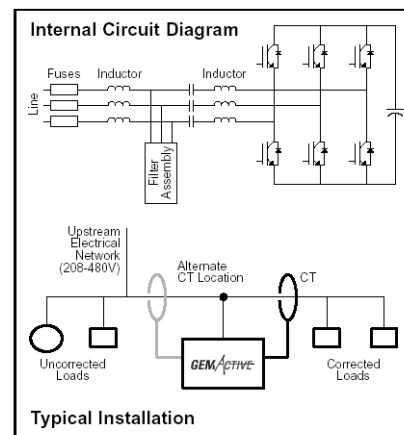 Internal Circuit Diagram
Fuses
Inductor
Inductor
Line
Filter
Assembly
Upstream
Electrical
Network
(208-480V)
Alternate
CT Location
CT
Uncorrected
Loads
GEMACTIVE
Corrected
Loads
Typical Installation